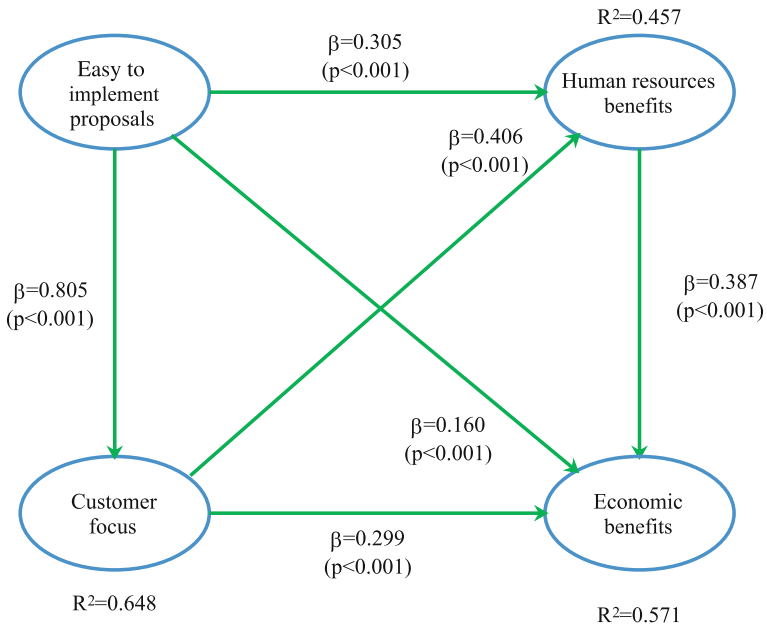 R²=0.457
β=0.305
(p<0.001)
Easy to
implement
proposals
Human resources
benefits
β=0.406
(p<0.001)
β=0.805
(p<0.001)
β=0.387
(p<0.001)
β=0.160
(p<0.001)
Customer
focus
Economic
benefits
β=0.299
(p<0.001)
R²=0.648
R²=0.571